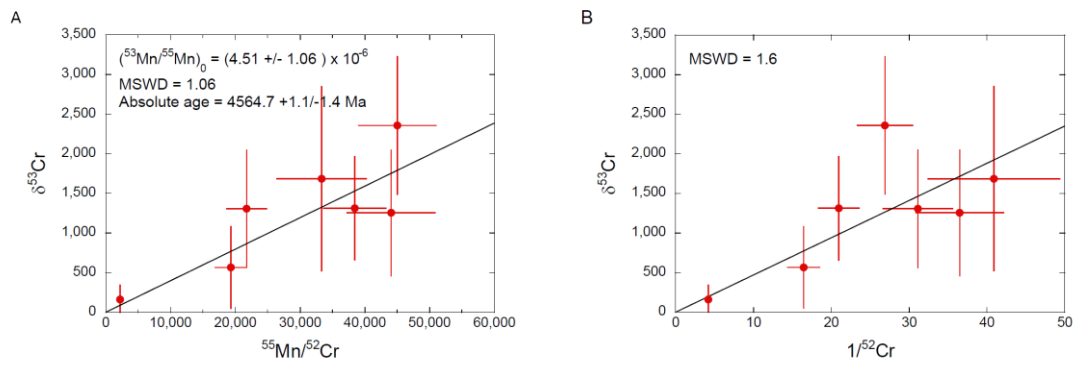 A
3,500
3,000
2,500
2,000
1,500
1,000
500
0
δ⁵³Cr
(⁵³Mn/⁵⁵Mn)₀ = (4.51 +/- 1.06 ) x 10⁻⁶
MSWD = 1.06
Absolute age = 4564.7 +1.1/-1.4 Ma
0 10,000 20,000 30,000 40,000 50,000 60,000
⁵⁵Mn/⁵²Cr
B
3,500
3,000
2,500
2,000
1,500
1,000
500
0
δ⁵³Cr
MSWD = 1.6
0 10 20 30 40 50
1/⁵²Cr